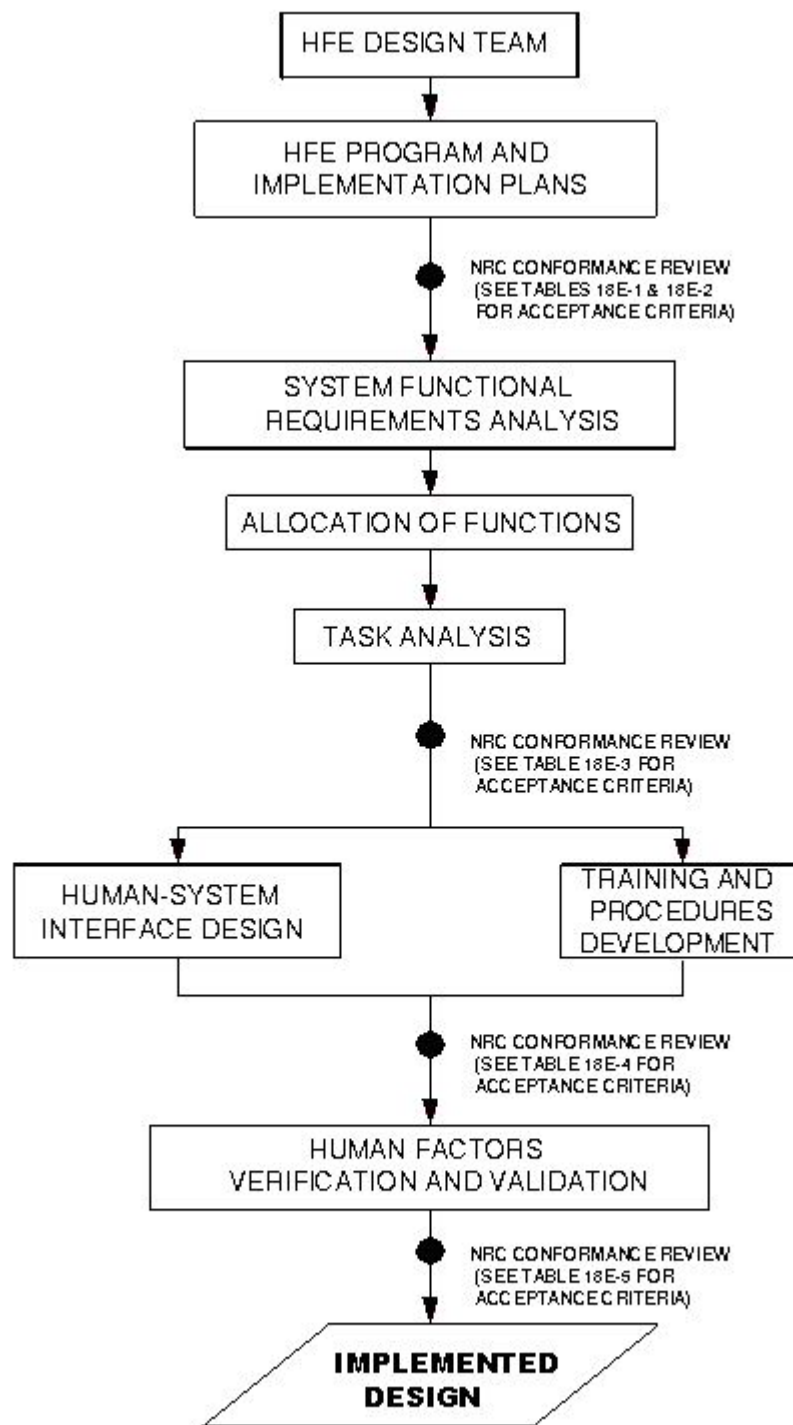 HFE DESIGN TEAM
HFE PROGRAM AND
IMPLEMENTATION PLANS
NRC CONFORMANCE REVIEW
(SEE TABLES 18E-1 & 18E-2
FOR ACCEPTANCE CRITERIA)
SYSTEM FUNCTIONAL
REQUIREMENTS ANALYSIS
ALLOCATION OF FUNCTIONS
TASK ANALYSIS
NRC CONFORMANCE REVIEW
(SEE TABLE 18E-3 FOR
ACCEPTANCE CRITERIA)
HUMAN-SYSTEM
INTERFACE DESIGN
TRAINING AND
PROCEDURES
DEVELOPMENT
NRC CONFORMANCE REVIEW
(SEE TABLE 18E-4 FOR
ACCEPTANCE CRITERIA)
HUMAN FACTORS
VERIFICATION AND VALIDATION
NRC CONFORMANCE REVIEW
(SEE TABLE 18E-5 FOR
ACCEPTANCE CRITERIA)
IMPLEMENTED
DESIGN